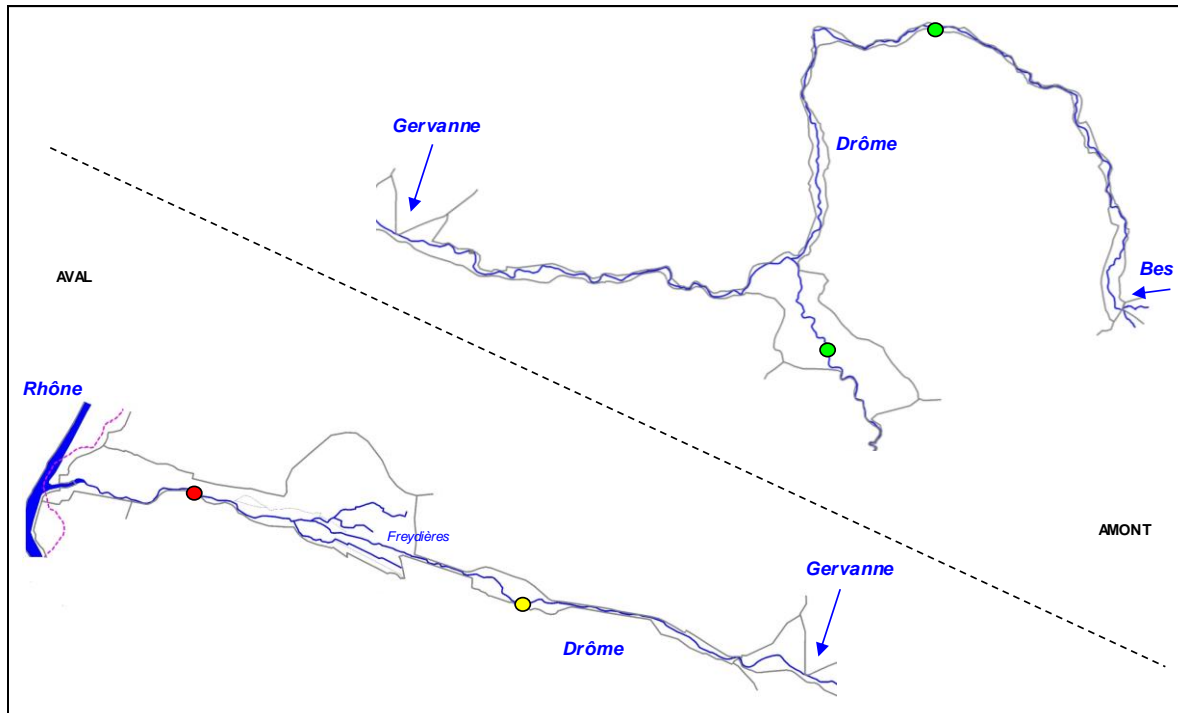 Gervanne
Drôme
Bes
AVAL
Rhône
Freydières
AMONT
Gervanne
Drôme